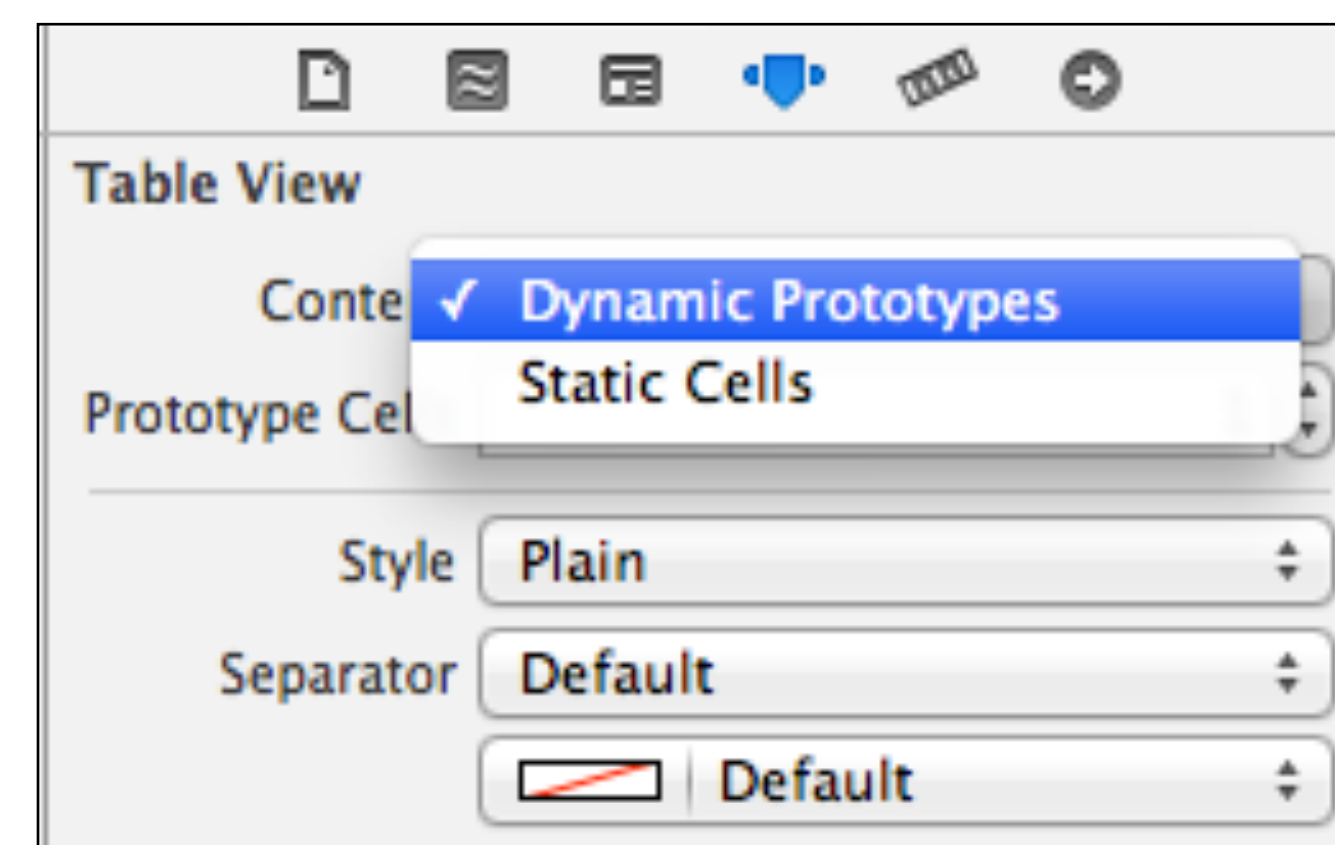 Table View
Conte ✓ Dynamic Prototypes
Static Cells
Prototype Cel
Style Plain
Separator Default
Default